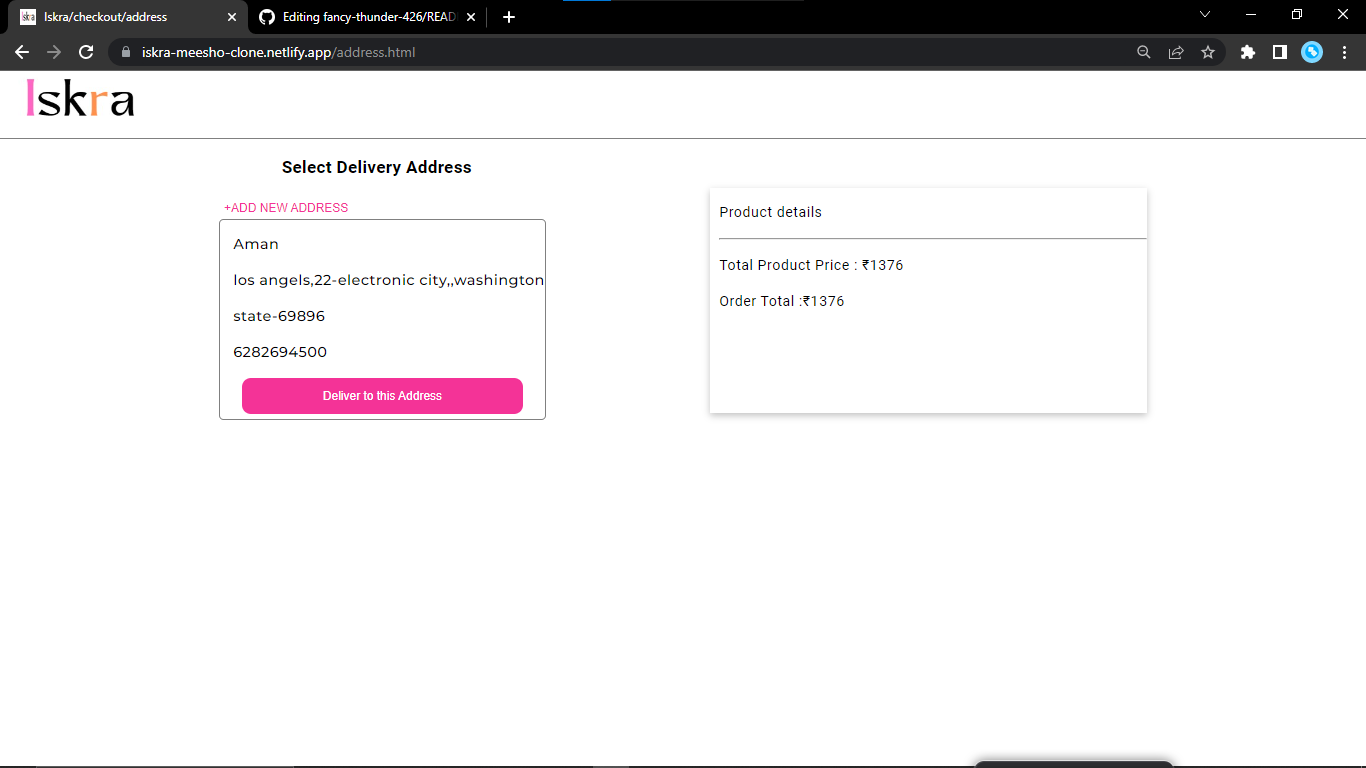 Iskra/checkout/address
Editing fancy-thunder-426/READ
iskra-meesho-clone.netlify.app/address.html
Iskra
Select Delivery Address
+ADD NEW ADDRESS
Aman
los angels,22-electronic city,,washington
state-69896
6282694500
Deliver to this Address
Product details
Total Product Price : ₹1376
Order Total :₹1376